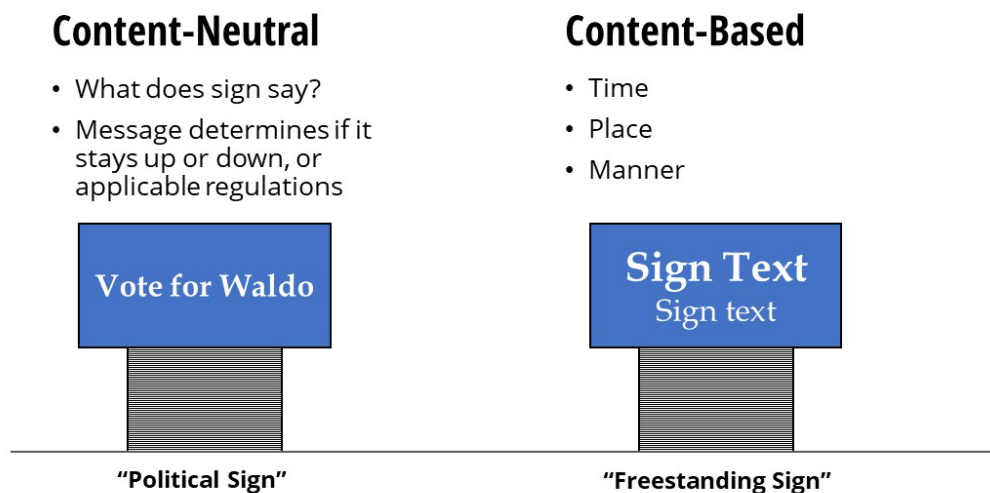 Content-Neutral
• What does sign say?
• Message determines if it
stays up or down, or
applicable regulations
Vote for Waldo
“Political Sign”
Content-Based
• Time
• Place
• Manner
Sign Text
Sign text
“Freestanding Sign”